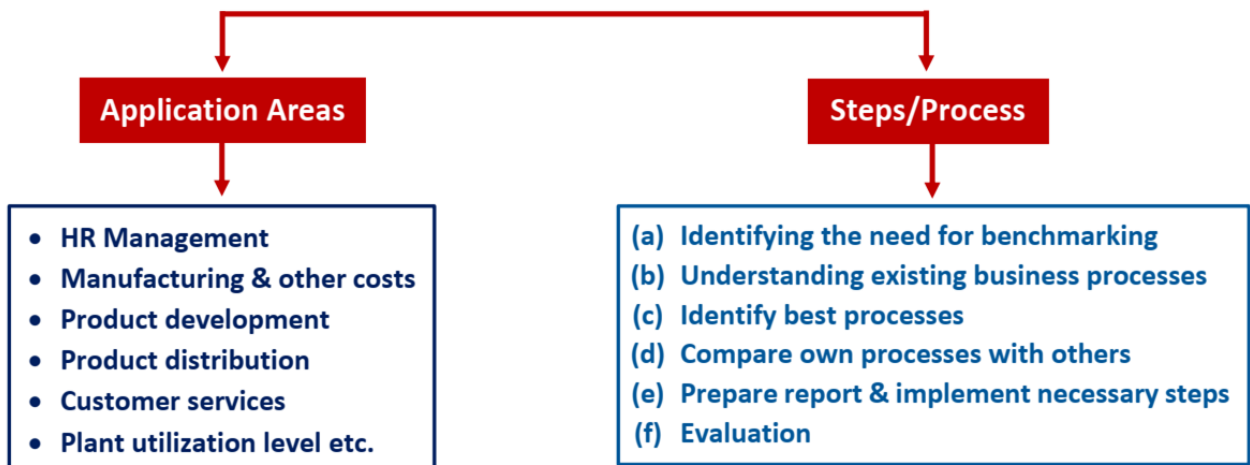 Application Areas
Steps/Process
• HR Management
• Manufacturing & other costs
• Product development
• Product distribution
• Customer services
• Plant utilization level etc.
(a) Identifying the need for benchmarking
(b) Understanding existing business processes
(c) Identify best processes
(d) Compare own processes with others
(e) Prepare report & implement necessary steps
(f) Evaluation